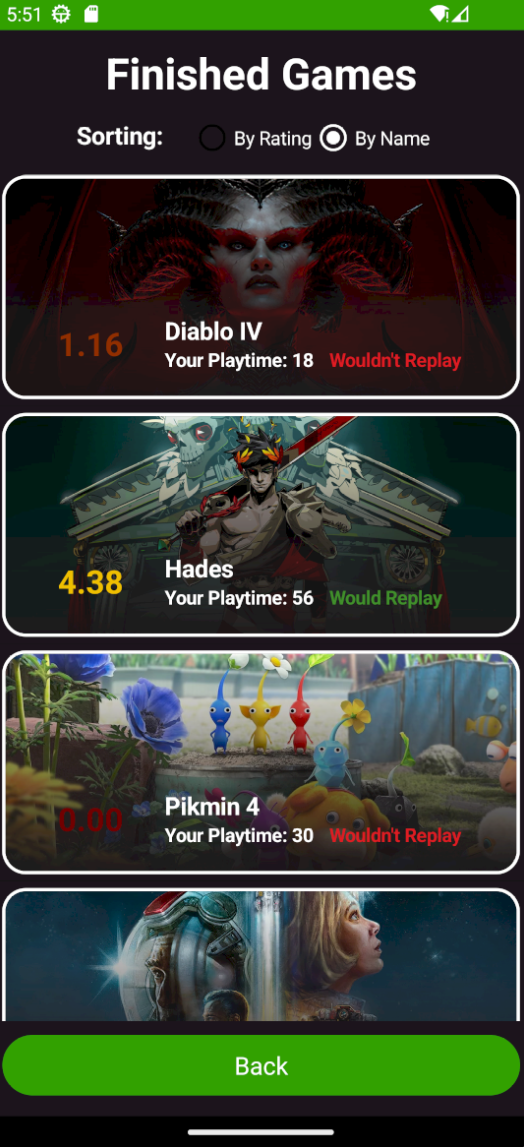 5:51
Finished Games
Sorting: By Rating By Name
Diablo IV
1.16
Your Playtime: 18 Wouldn't Replay
Hades
4.38
Your Playtime: 56 Would Replay
Pikmin 4
0.00
Your Playtime: 30 Wouldn't Replay
Back